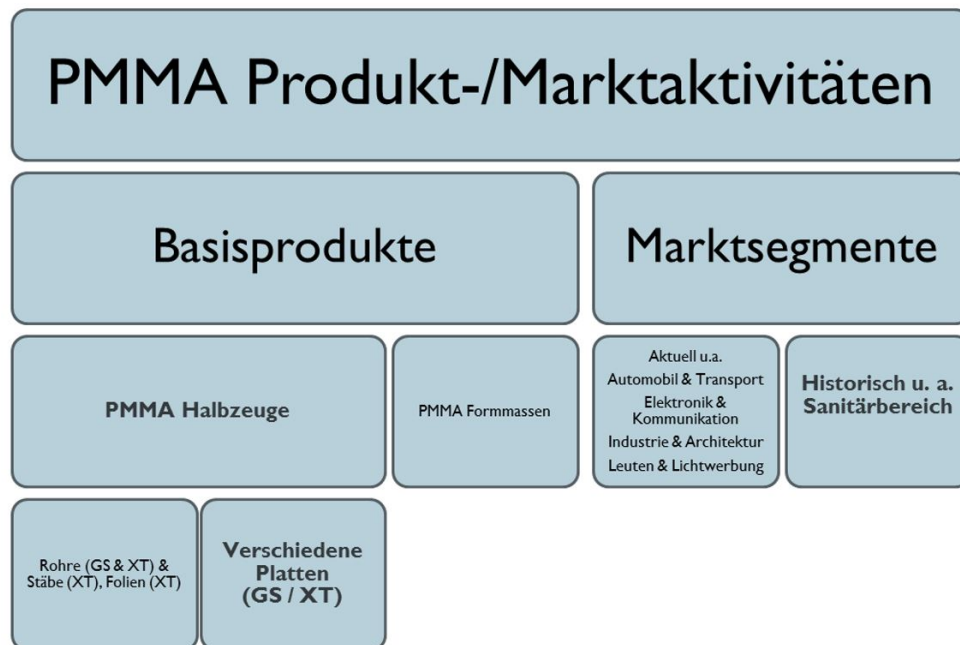 PMMA Produkt-/Marktaktivitäten
Basisprodukte
Marktsegmente
PMMA Halbzeuge
PMMA Formmassen
Aktuell u.a.
Automobil & Transport
Elektronik &
Kommunikation
Industrie & Architektur
Leuten & Lichtwerbung
Historisch u. a.
Sanitärbereich
Rohre (GS & XT) &
Stäbe (XT), Folien (XT)
Verschiedene
Platten
(GS / XT)